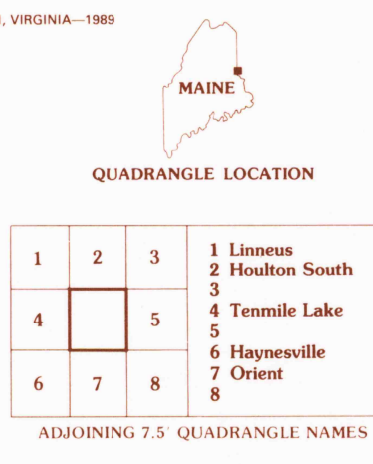 , VIRGINIA—1989
MAINE
QUADRANGLE LOCATION
1 2 3
4 5
6 7 8
1 Linneus
2 Houlton South
3
4 Tenmile Lake
5
6 Haynesville
7 Orient
8
ADJOINING 7.5′ QUADRANGLE NAMES